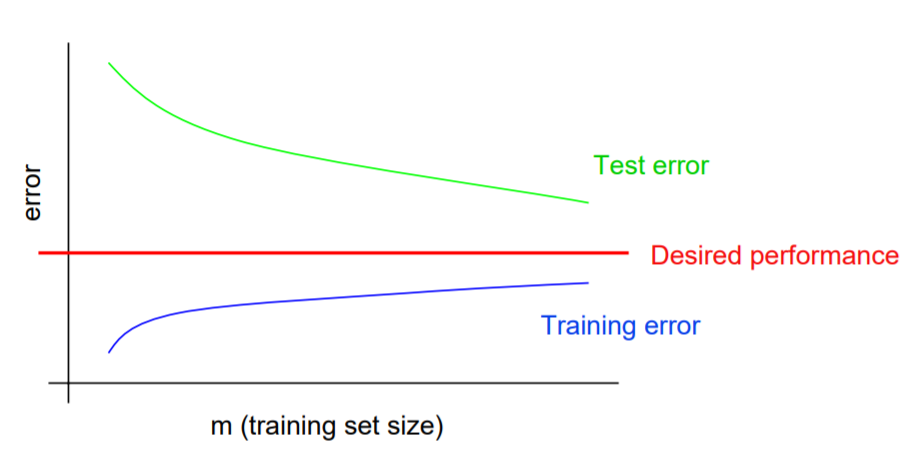 error
Test error
Desired performance
Training error
m (training set size)